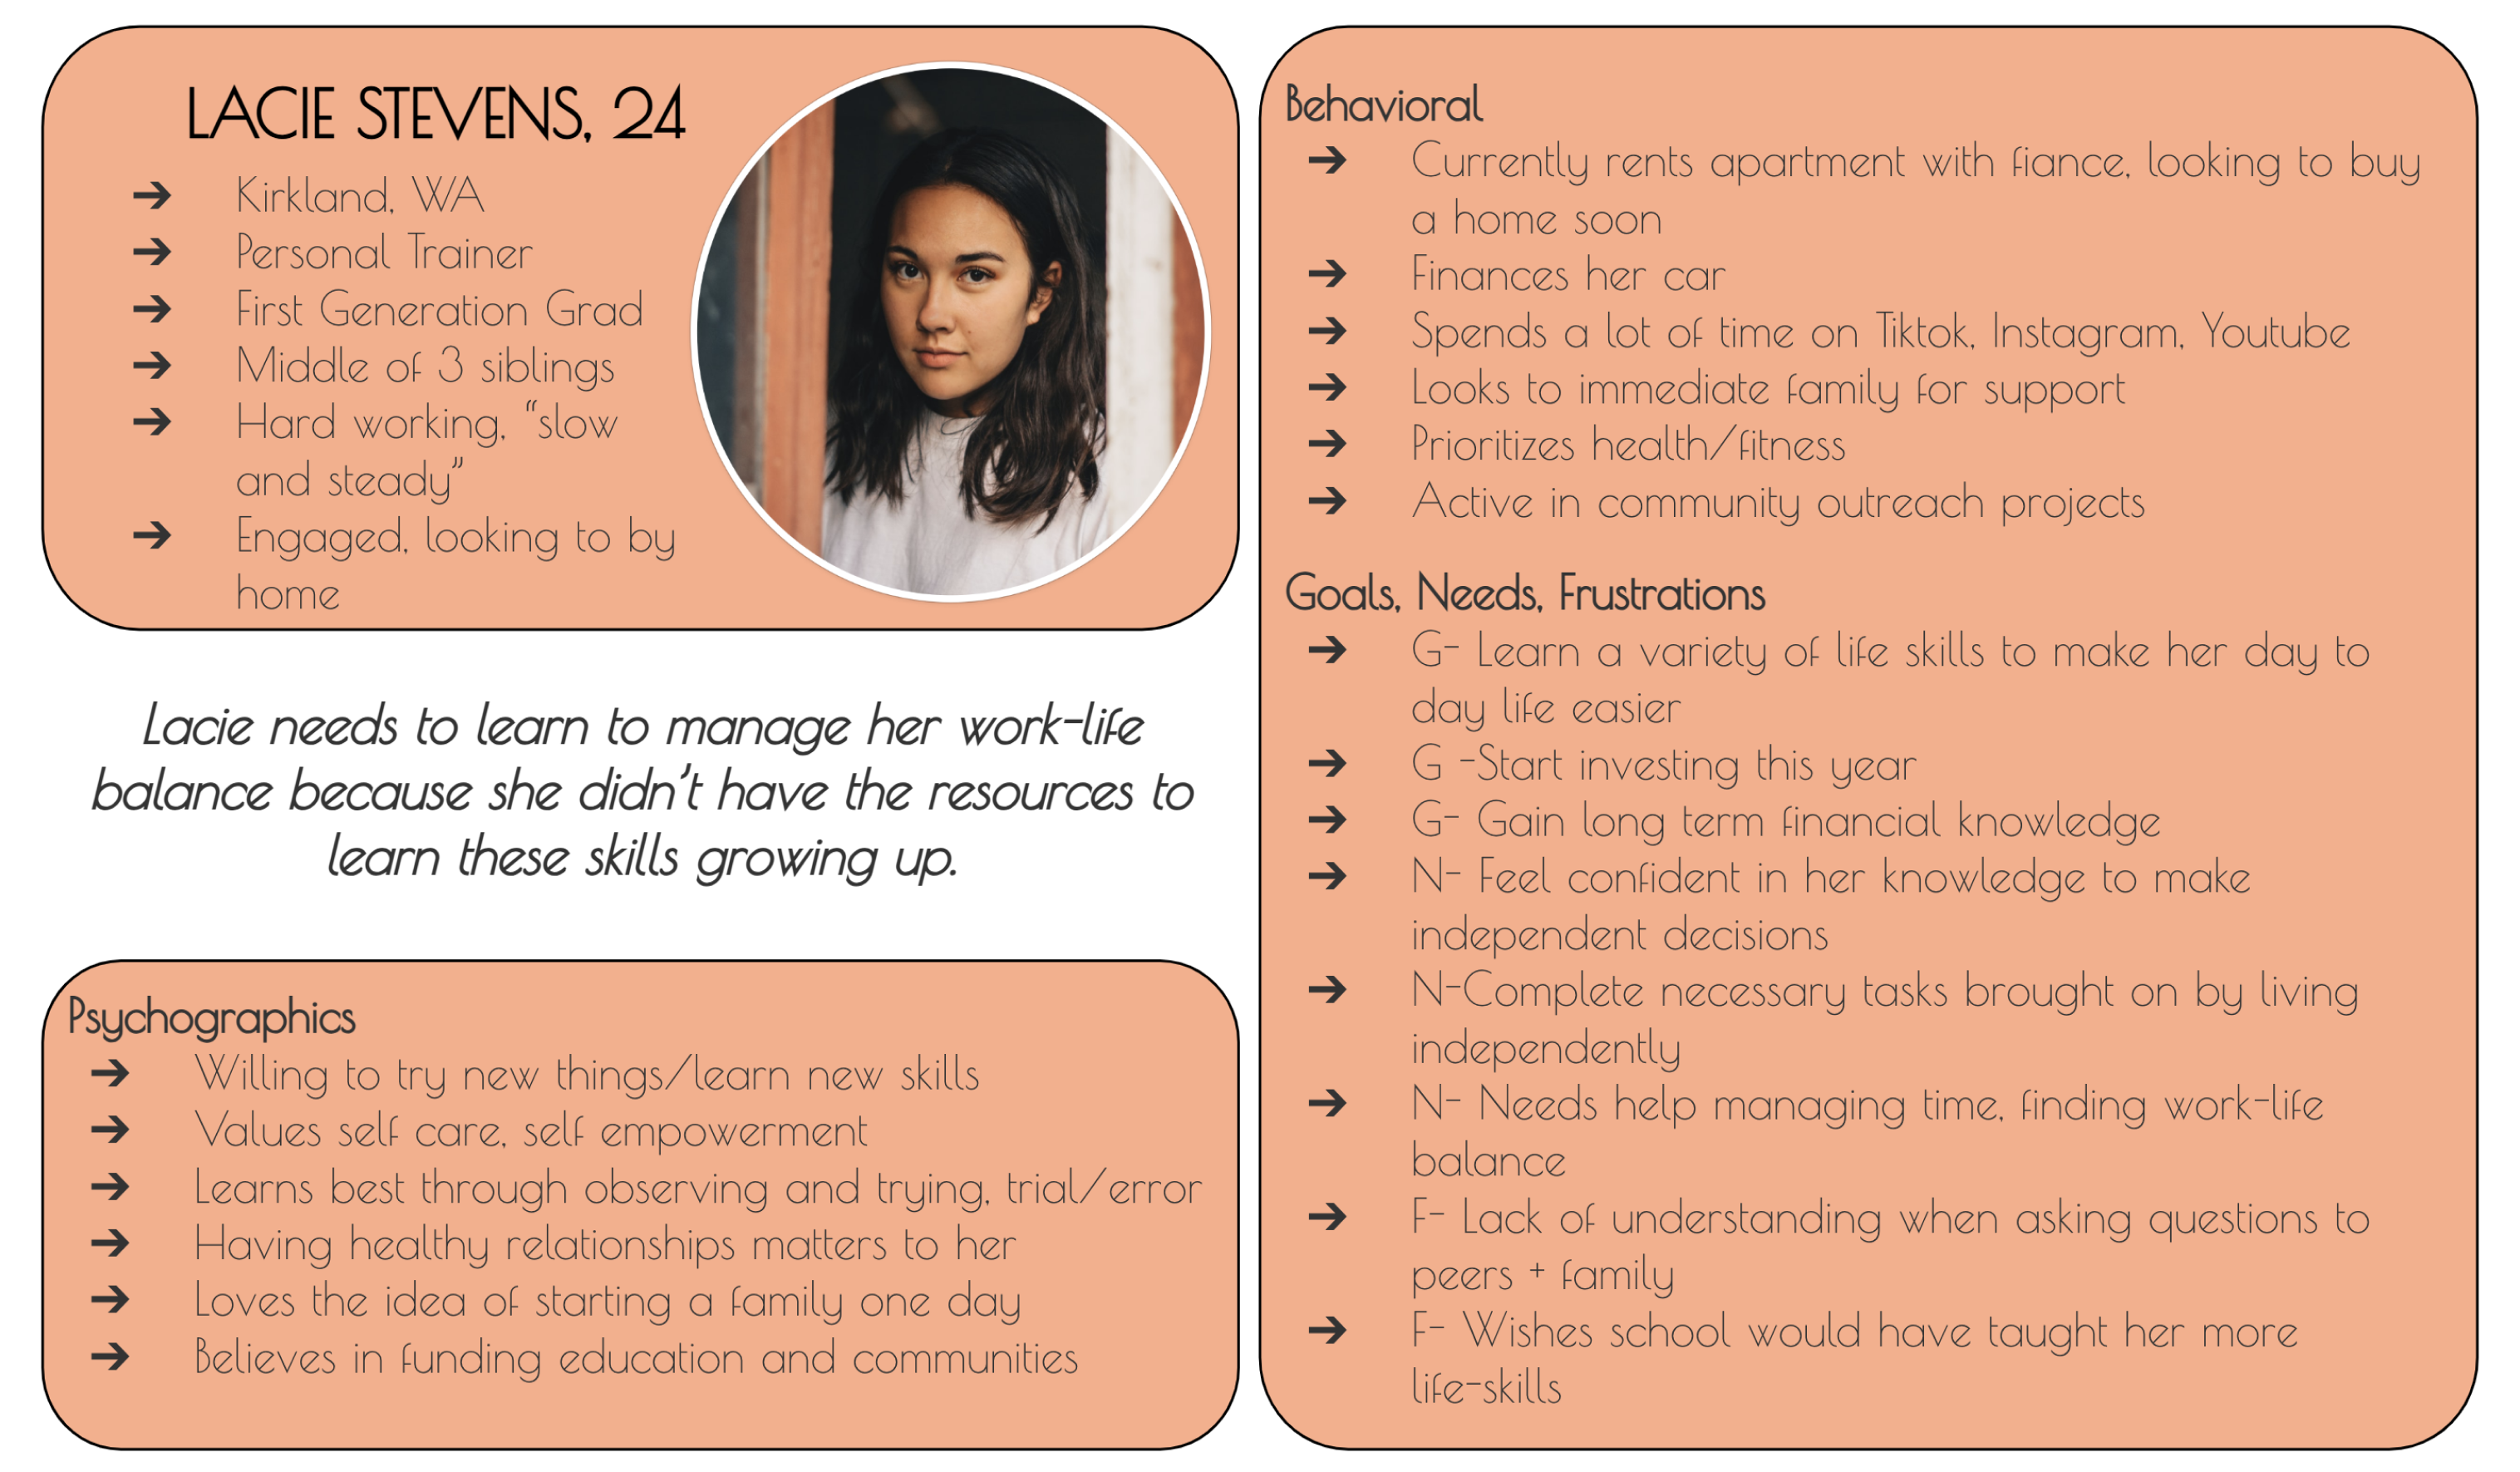 LACIE STEVENS, 24
➔ Kirkland, WA
➔ Personal Trainer
➔ First Generation Grad
➔ Middle of 3 siblings
➔ Hard working, “slow
and steady”
➔ Engaged, looking to by
home
Lacie needs to learn to manage her work-life
balance because she didn’t have the resources to
learn these skills growing up.
Psychographics
➔ Willing to try new things/learn new skills
➔ Values self care, self empowerment
➔ Learns best through observing and trying, trial/error
➔ Having healthy relationships matters to her
➔ Loves the idea of starting a family one day
➔ Believes in funding education and communities
Behavioral
➔ Currently rents apartment with fiance, looking to buy
a home soon
➔ Finances her car
➔ Spends a lot of time on Tiktok, Instagram, Youtube
➔ Looks to immediate family for support
➔ Prioritizes health/fitness
➔ Active in community outreach projects
Goals, Needs, Frustrations
➔ G- Learn a variety of life skills to make her day to
day life easier
➔ G -Start investing this year
➔ G- Gain long term financial knowledge
➔ N- Feel confident in her knowledge to make
independent decisions
➔ N-Complete necessary tasks brought on by living
independently
➔ N- Needs help managing time, finding work-life
balance
➔ F- Lack of understanding when asking questions to
peers + family
➔ F- Wishes school would have taught her more
life-skills